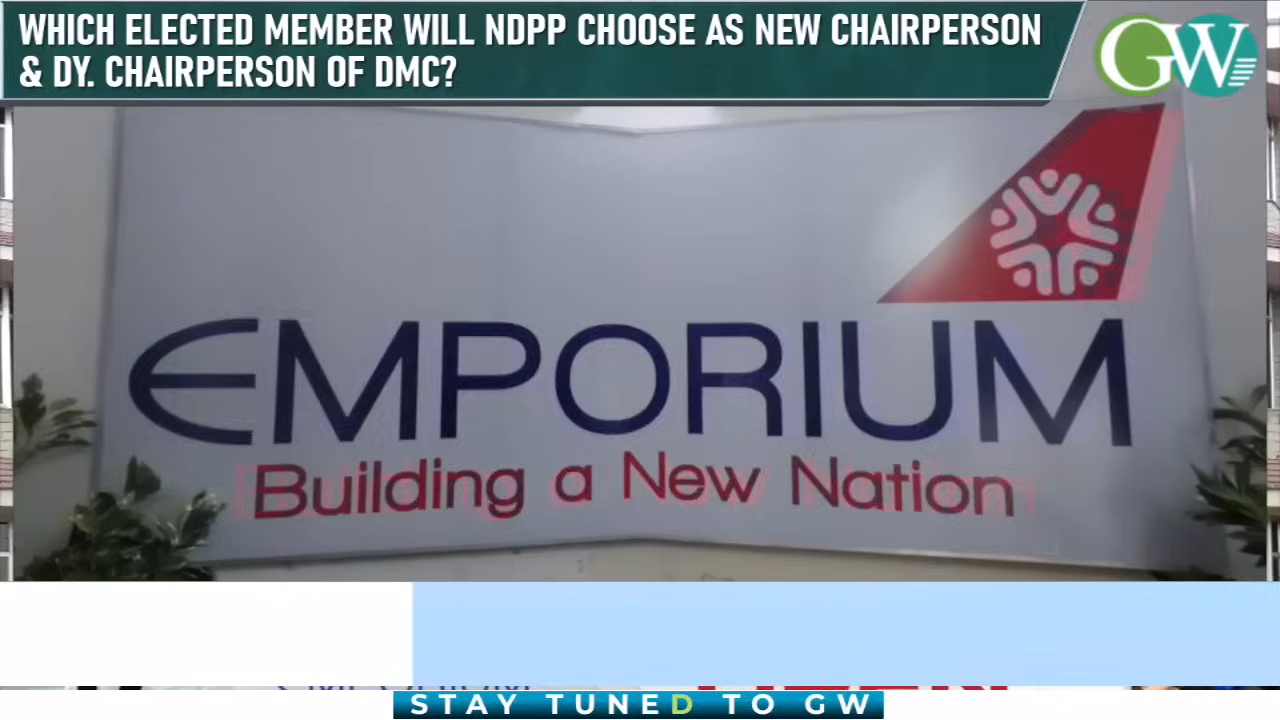 WHICH ELECTED MEMBER WILL NDPP CHOOSE AS NEW CHAIRPERSON
& DY. CHAIRPERSON OF DMC?
GW
EMPORIUM
Building a New Nation
STAY TUNED TO GW